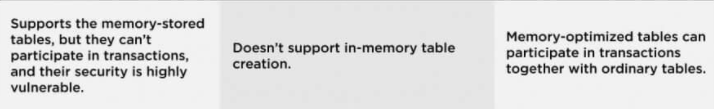 Supports the memory-stored
tables, but they can't
participate in transactions,
and their security is highly
vulnerable.
Doesn't support in-memory table
creation.
Memory-optimized tables can
participate in transactions
together with ordinary tables.